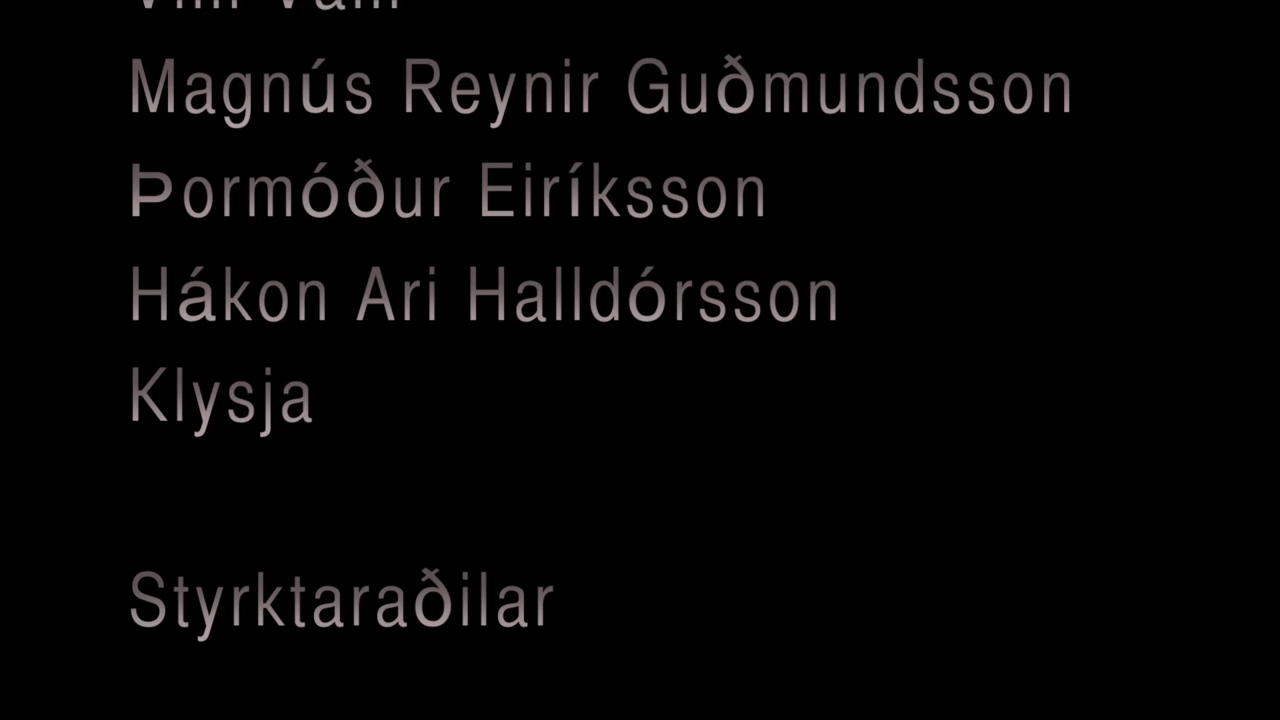 Magnús Reynir Guðmundsson
Þormóður Eiríksson
Hákon Ari Halldórsson
Klysja
Styrktaraðilar